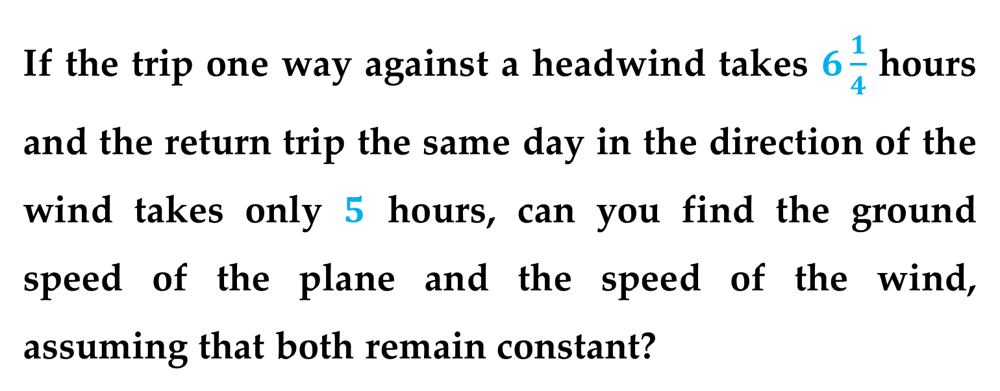 If the trip one way against a headwind takes 6 1/4 hours
and the return trip the same day in the direction of the
wind takes only 5 hours, can you find the ground
speed of the plane and the speed of the wind,
assuming that both remain constant?